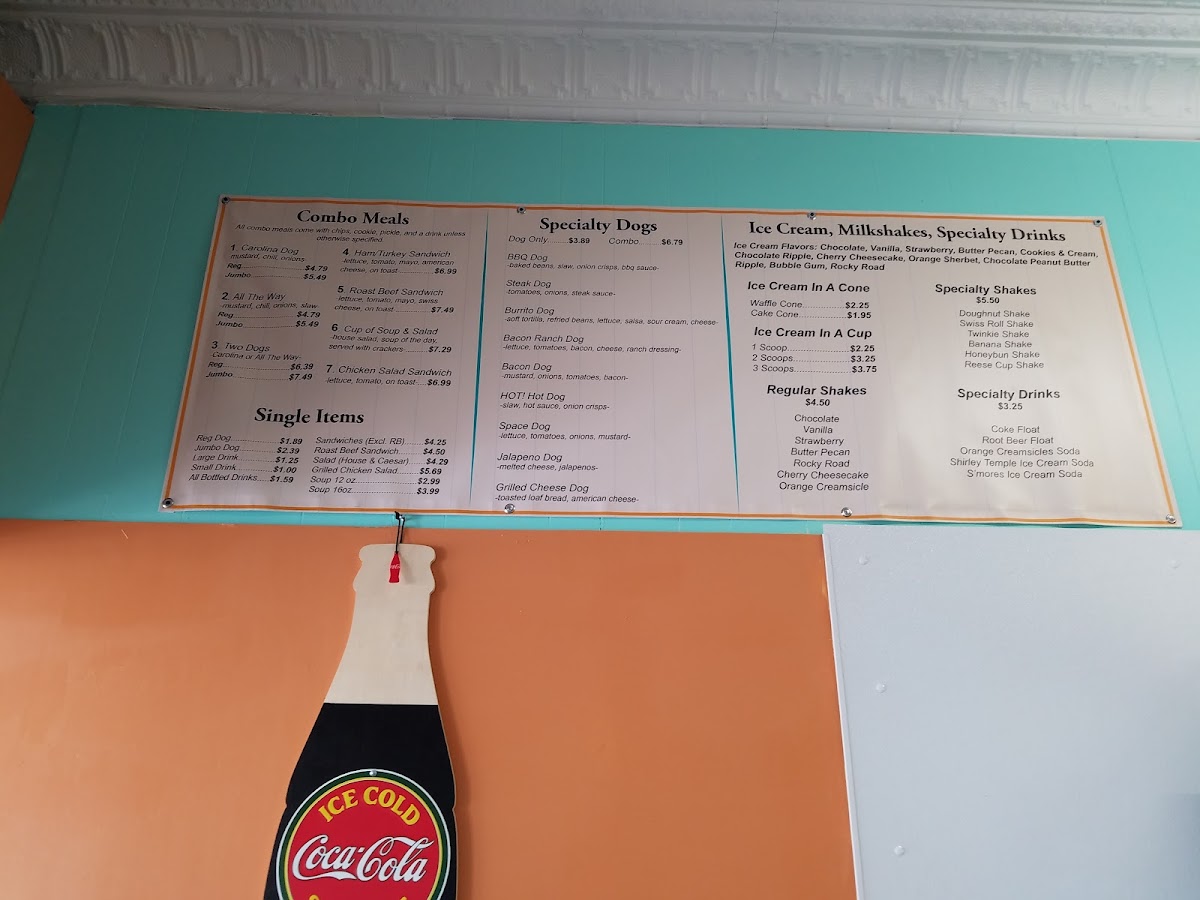 Combo Meals
All combo meals come with chips, cookie, pickle, and a drink unless
otherwise specified.
1. Carolina Dog
mustard, chili, onions-
Reg.....................$4.79
Jumbo................$5.49
2. All The Way
-mustard, chili, onions, slaw-
Reg.....................$4.79
Jumbo................$5.49
3. Two Dogs
Carolina or All The Way-
Reg.....................$6.39
Jumbo................$7.49
4. Ham/Turkey Sandwich
lettuce, tomato, mayo, american
cheese, on toast.............$6.99
5. Roast Beef Sandwich
lettuce, tomato, mayo, swiss
cheese, on toast.............$7.49
6. Cup of Soup & Salad
-house salad, soup of the day,
served with crackers.........$7.29
7. Chicken Salad Sandwich
lettuce, tomato, on toast....$6.99
Single Items
Reg Dog...................$1.89
Jumbo Dog..............$2.39
Large Drink.............$1.25
Small Drink.............$1.00
All Bottled Drinks.....$1.59
Sandwiches (Excl. RB).......$4.25
Roast Beef Sandwich.........$4.50
Salad (House & Caesar).....$4.29
Grilled Chicken Salad........$5.69
Soup 12 oz......................$2.99
Soup 16oz.......................$3.99
Specialty Dogs
Dog Only.......$3.89 Combo........$6.79
BBQ Dog
-baked beans, slaw, onion crisps, bbq sauce-
Steak Dog
-tomatoes, onions, steak sauce-
Burrito Dog
-soft tortilla, refried beans, lettuce, salsa, sour cream, cheese-
Bacon Ranch Dog
-lettuce, tomatoes, bacon, cheese, ranch dressing-
Bacon Dog
-mustard, onions, tomatoes, bacon-
HOT! Hot Dog
-slaw, hot sauce, onion crisps-
Space Dog
-lettuce, tomatoes, onions, mustard-
Jalapeno Dog
-melted cheese, jalapenos-
Grilled Cheese Dog
-toasted loaf bread, american cheese-
Ice Cream, Milkshakes, Specialty Drinks
Ice Cream Flavors: Chocolate, Vanilla, Strawberry, Butter Pecan, Cookies & Cream,
Chocolate Ripple, Cherry Cheesecake, Orange Sherbet, Chocolate Peanut Butter
Ripple, Bubble Gum, Rocky Road
Ice Cream In A Cone
Waffle Cone..............$2.25
Cake Cone................$1.95
Ice Cream In A Cup
1 Scoop.....................$2.25
2 Scoops...................$3.25
3 Scoops...................$3.75
Regular Shakes
$4.50
Chocolate
Vanilla
Strawberry
Butter Pecan
Rocky Road
Cherry Cheesecake
Orange Creamsicle
Specialty Shakes
$5.50
Doughnut Shake
Swiss Roll Shake
Twinkie Shake
Banana Shake
Honeybun Shake
Reese Cup Shake
Specialty Drinks
$3.25
Coke Float
Root Beer Float
Orange Creamsicles Soda
Shirley Temple Ice Cream Soda
S'mores Ice Cream Soda
ICE COLD
Coca-Cola